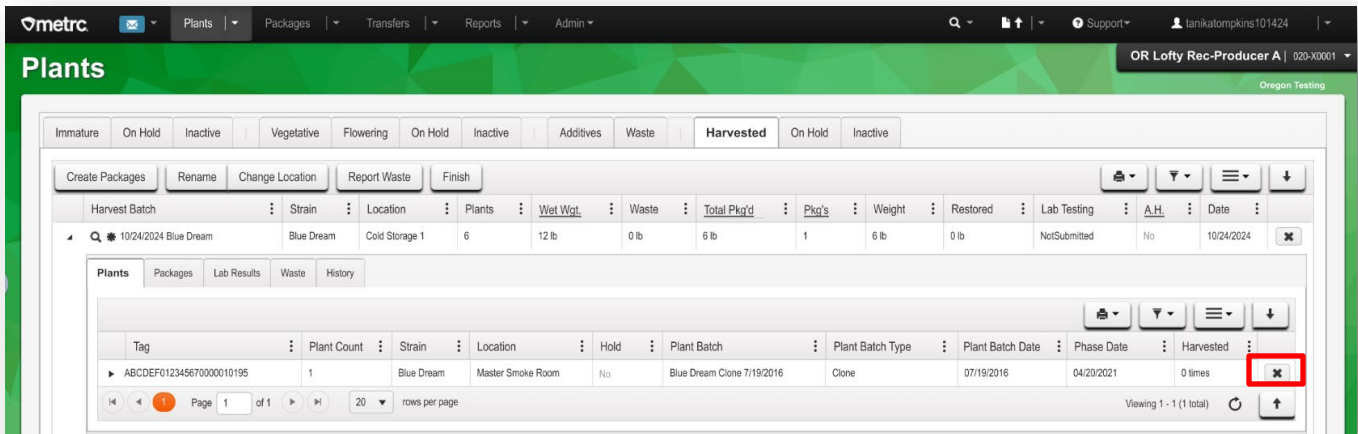 metrc. Plants Packages Transfers Reports Admin Support tanikatompkins101424
Plants
OR Lofty Rec-Producer A | 020-X0001
Oregon Testing
Immature On Hold Inactive Vegetative Flowering On Hold Inactive Additives Waste Harvested On Hold Inactive
Create Packages Rename Change Location Report Waste Finish
Harvest Batch Strain Location Plants Wet Wgt. Waste Total Pkg'd Pkg's Weight Restored Lab Testing A.H. Date
10/24/2024 Blue Dream Blue Dream Cold Storage 1 6 12 lb 0 lb 6 lb 1 6 lb 0 lb NotSubmitted No 10/24/2024
Plants Packages Lab Results Waste History
Tag Plant Count Strain Location Hold Plant Batch Plant Batch Type Plant Batch Date Phase Date Harvested
ABCDEF012345670000010195 1 Blue Dream Master Smoke Room No Blue Dream Clone 7/19/2016 Clone 07/19/2016 04/20/2021 0 times
1 Page 1 of 1 20 rows per page Viewing 1 - 1 (1 total)